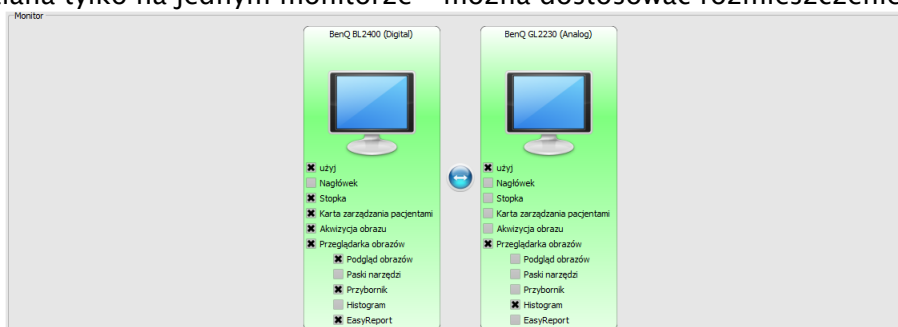 tylko na jednym monitorze – można dostosować
Monitor
BenQ BL2400 (Digital)
użyj
Nagłówek
Stopka
Karta zarządzania pacjentami
Akwizycja obrazu
Przeglądarka obrazów
Podgląd obrazów
Paski narzędzi
Przybornik
Histogram
EasyReport
BenQ GL2230 (Analog)
użyj
Nagłówek
Stopka
Karta zarządzania pacjentami
Akwizycja obrazu
Przeglądarka obrazów
Podgląd obrazów
Paski narzędzi
Przybornik
Histogram
EasyReport